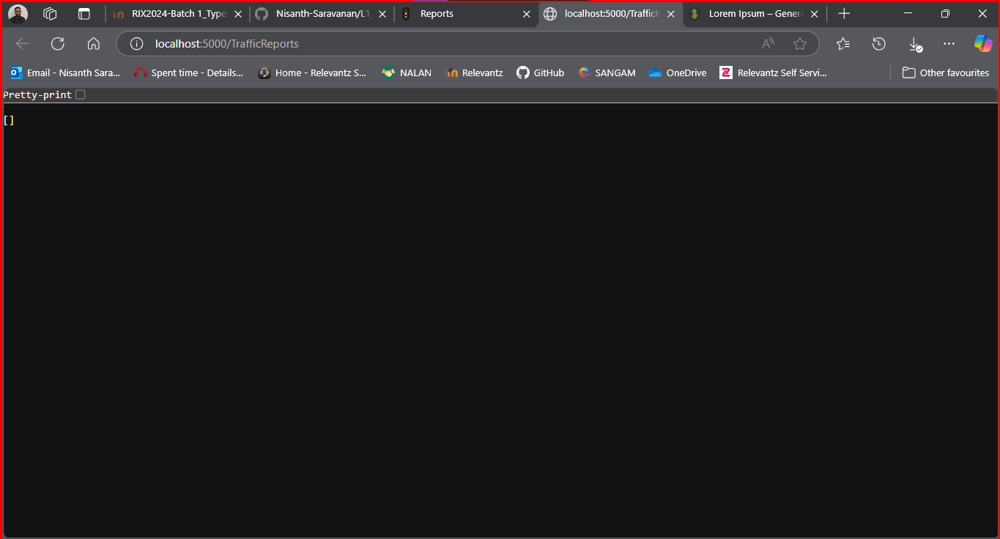 RIX2024-Batch 1_Type
Nisanth-Saravanan/L1_
Reports
localhost:5000/TrafficR
Lorem Ipsum – Genera
localhost:5000/TrafficReports
Email - Nisanth Sara...
Spent time - Details...
Home - Relevantz S...
NALAN
Relevantz
GitHub
SANGAM
OneDrive
Relevantz Self Servi...
Other favourites
Pretty-print
[]